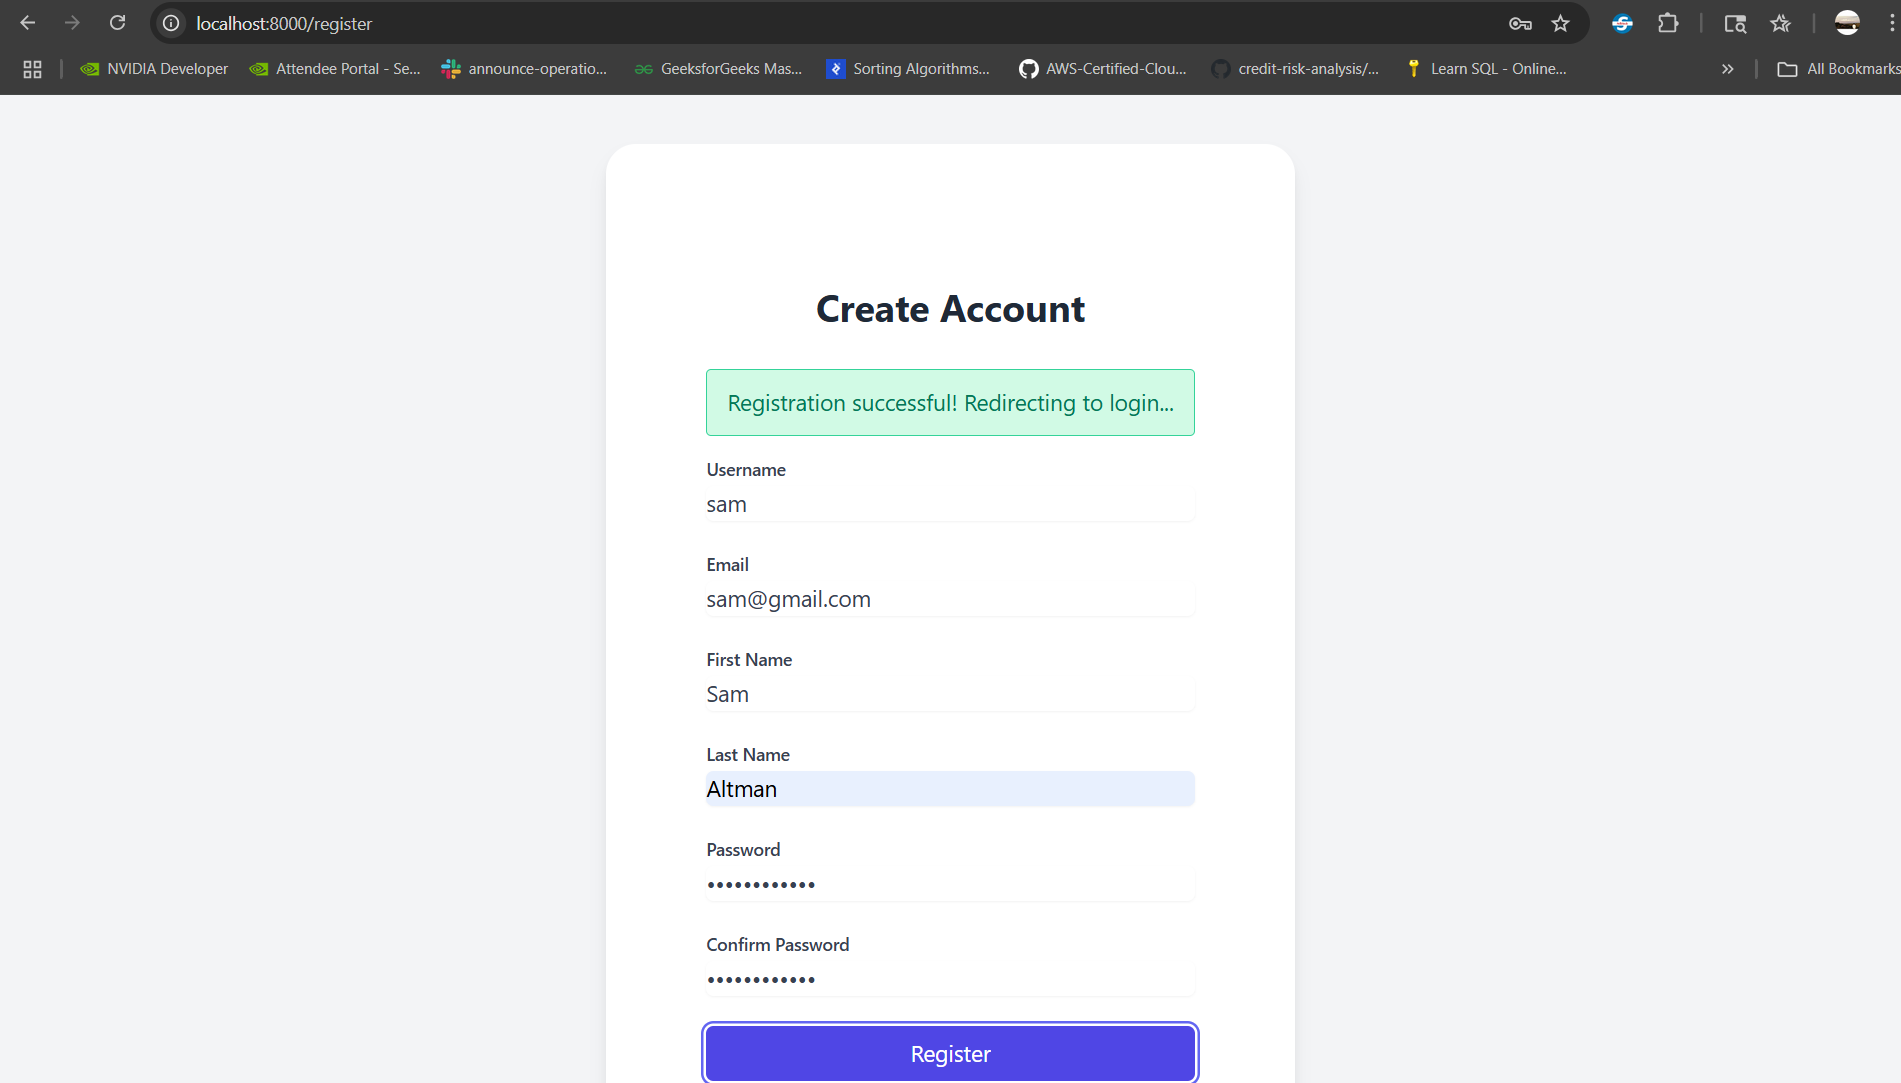 localhost:8000/register
NVIDIA Developer Attendee Portal - Se... announce-operatio... GeeksforGeeks Mas... Sorting Algorithms... AWS-Certified-Clou... credit-risk-analysis/... Learn SQL - Online... » All Bookmarks
Create Account
Registration successful! Redirecting to login...
Username
sam
Email
sam@gmail.com
First Name
Sam
Last Name
Altman
Password
••••••••••••
Confirm Password
••••••••••••
Register